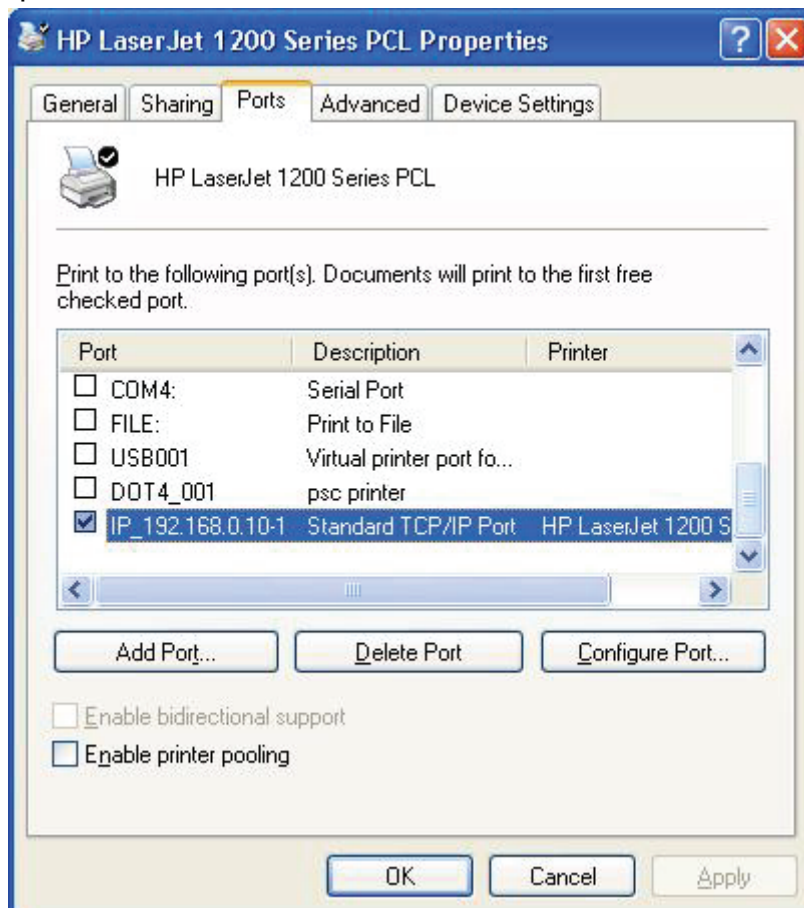 HP LaserJet 1200 Series PCL Properties
General Sharing Ports Advanced Device Settings
HP LaserJet 1200 Series PCL
Print to the following port(s). Documents will print to the first free
checked port.
Port Description Printer
COM4: Serial Port
FILE: Print to File
USB001 Virtual printer port fo...
DOT4_001 psc printer
IP_192.168.0.10-1 Standard TCP/IP Port HP LaserJet 1200 S
Add Port... Delete Port Configure Port...
Enable bidirectional support
Enable printer pooling
OK Cancel Apply